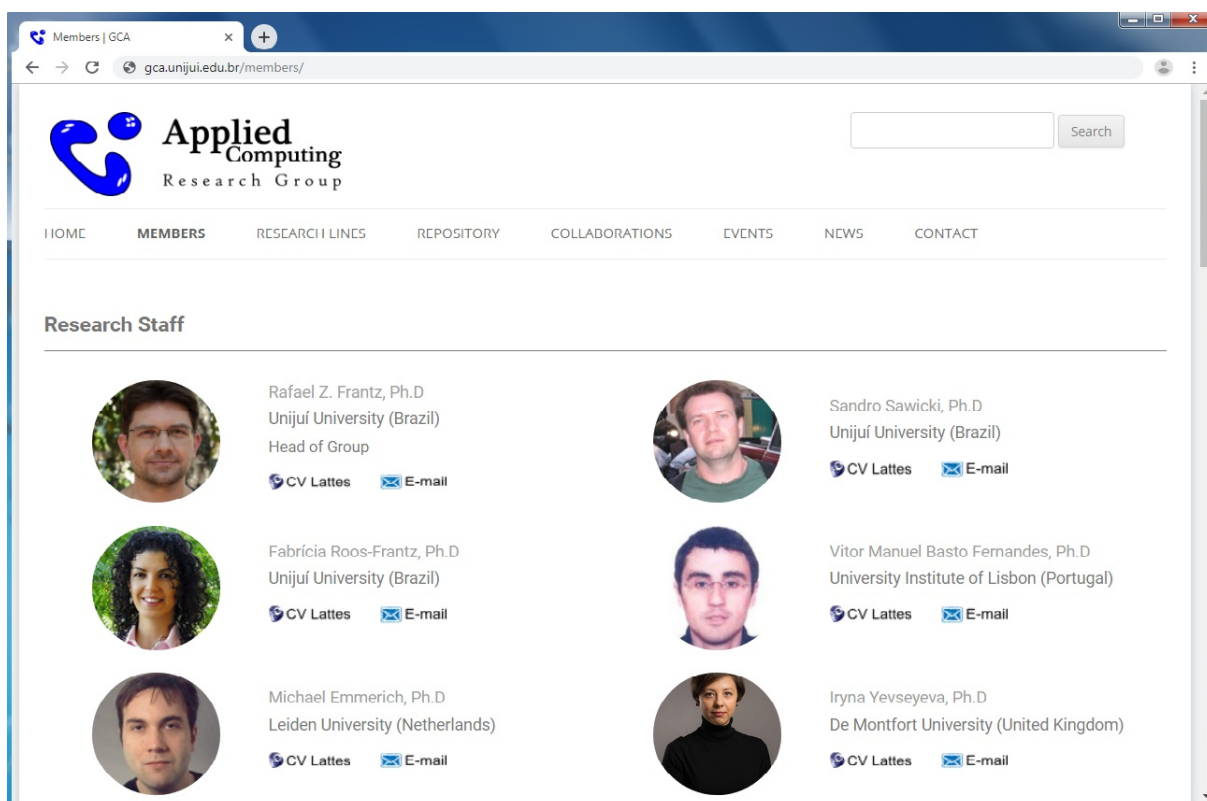 Members | GCA
gca.unijui.edu.br/members/
Applied
Computing
Research Group
Search
HOME MEMBERS RESEARCH LINES REPOSITORY COLLABORATIONS EVENTS NEWS CONTACT
Research Staff
Rafael Z. Frantz, Ph.D
Unijuí University (Brazil)
Head of Group
CV Lattes E-mail
Sandro Sawicki, Ph.D
Unijuí University (Brazil)
CV Lattes E-mail
Fabrícia Roos-Frantz, Ph.D
Unijuí University (Brazil)
CV Lattes E-mail
Vitor Manuel Basto Fernandes, Ph.D
University Institute of Lisbon (Portugal)
CV Lattes E-mail
Michael Emmerich, Ph.D
Leiden University (Netherlands)
CV Lattes E-mail
Iryna Yevseyeva, Ph.D
De Montfort University (United Kingdom)
CV Lattes E-mail